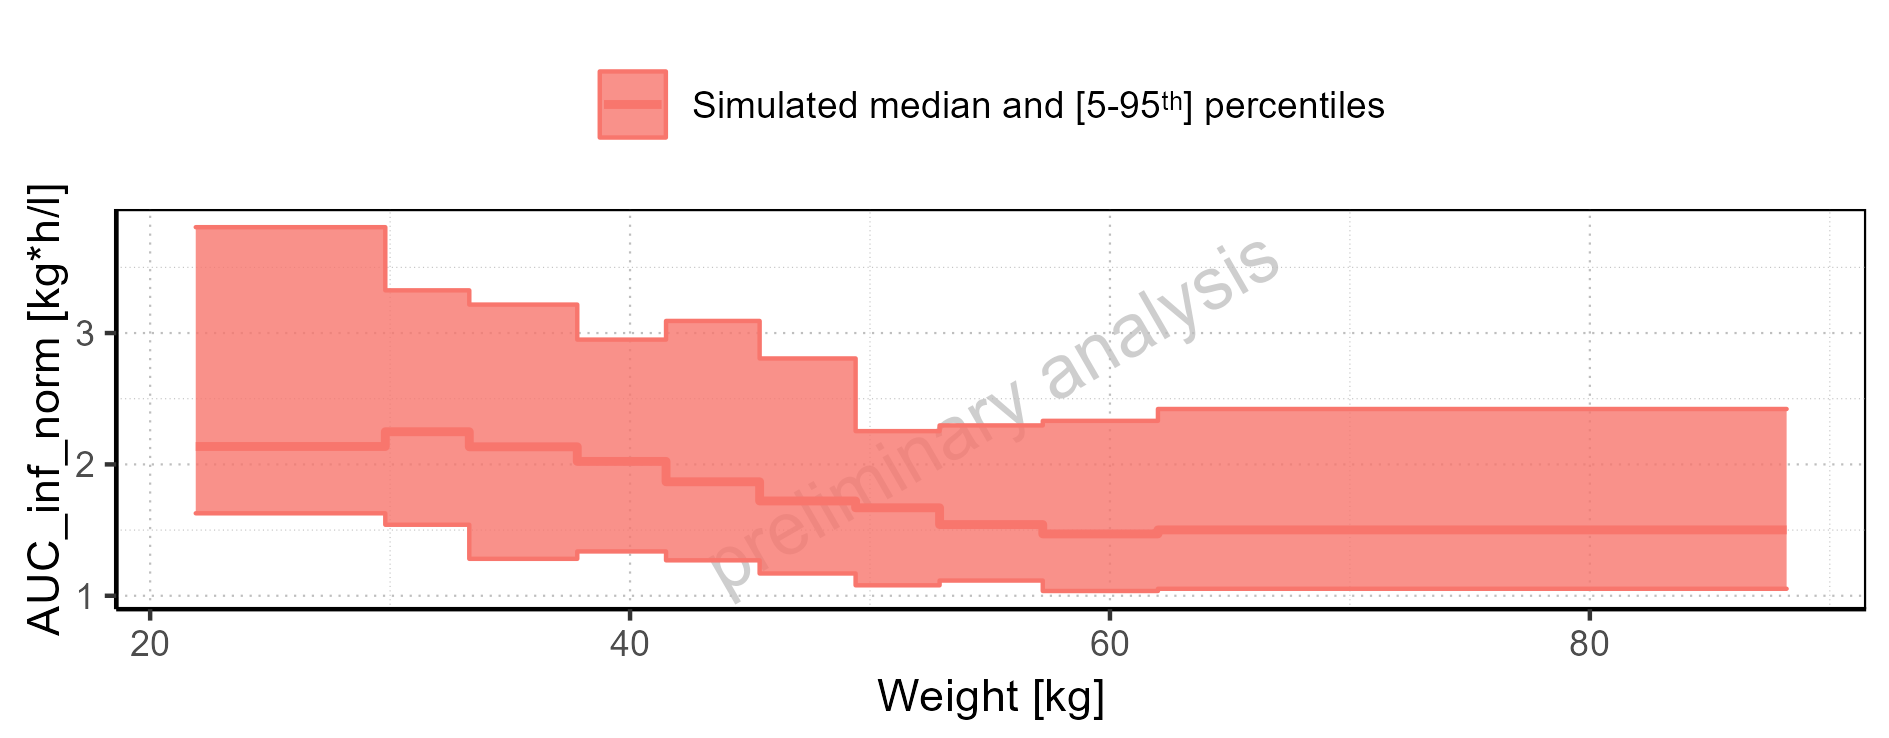 Simulated median and [5-95th] percentiles
AUC_inf_norm [kg*h/l]
3
2
1
preliminary analysis
20 40 60 80
Weight [kg]